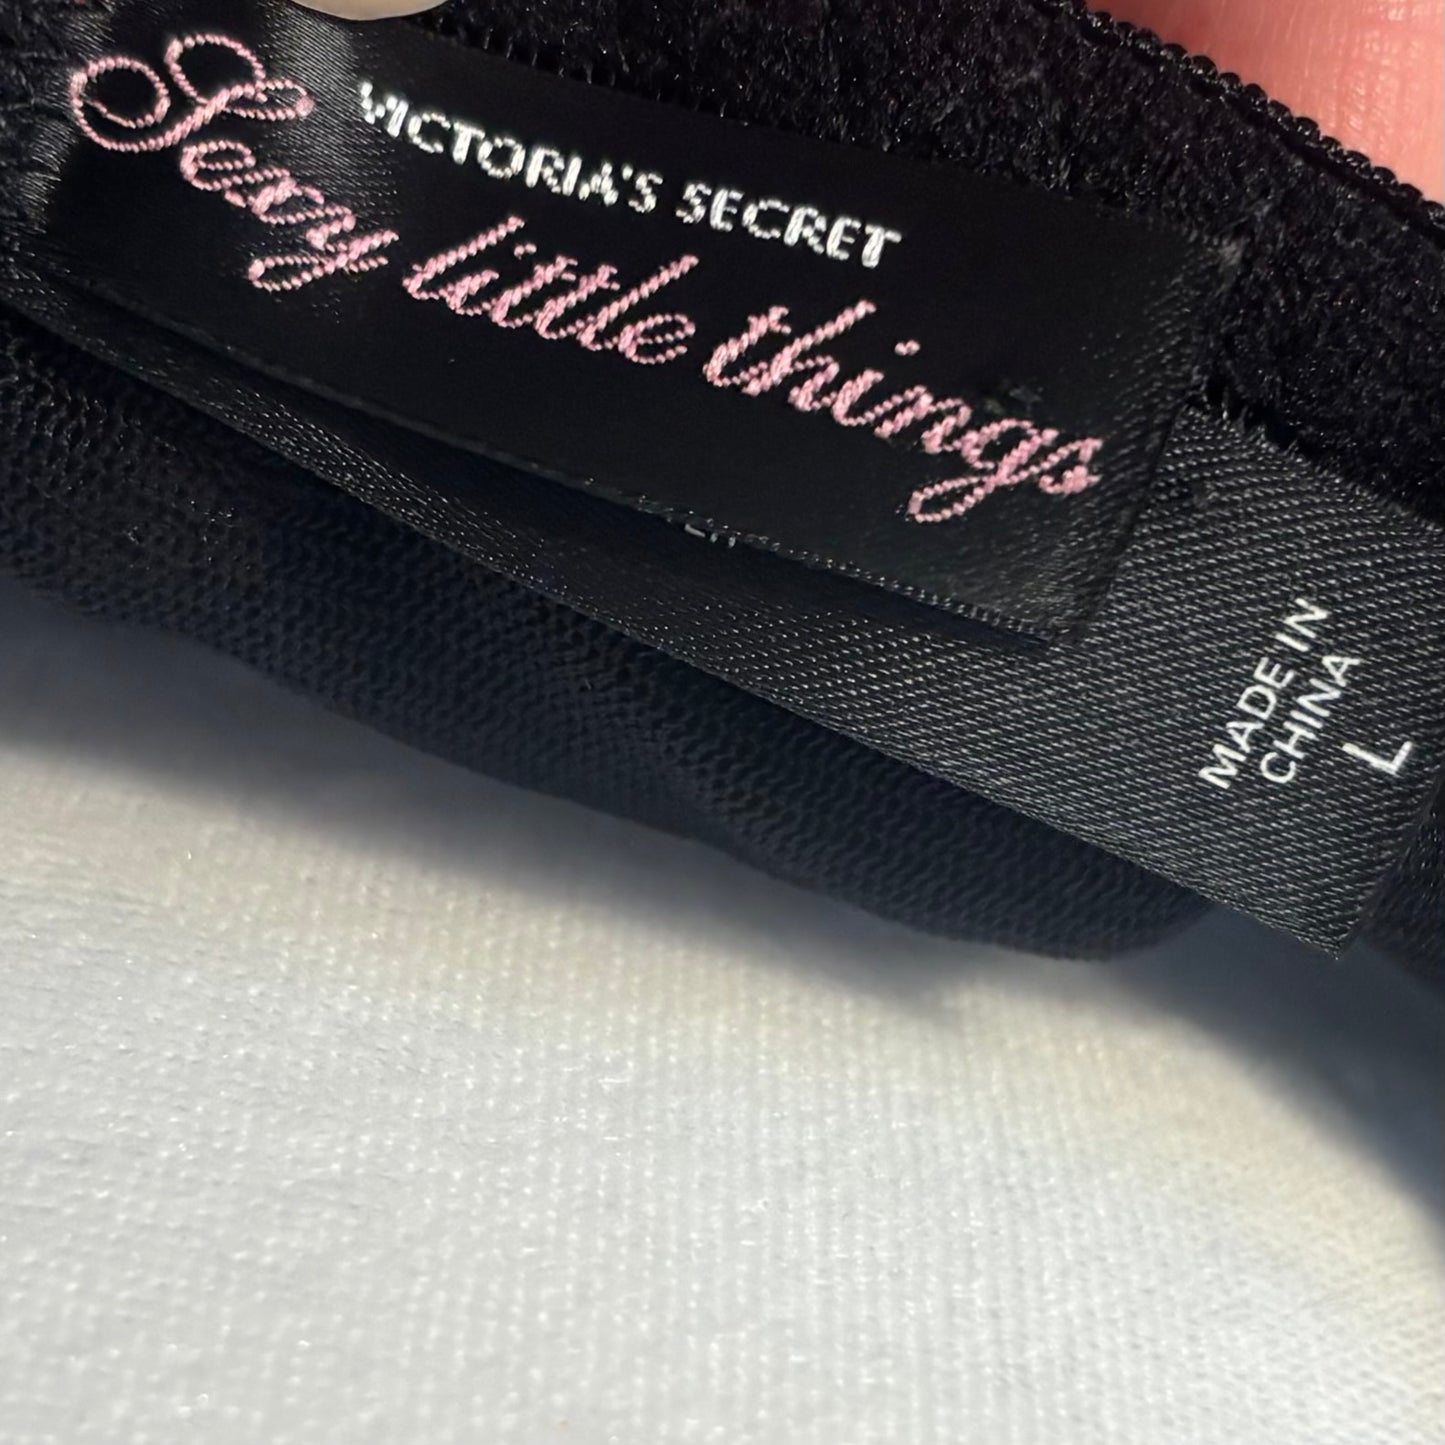 VICTORIA'S SECRET
Sexy little things
MADE IN
CHINA
L